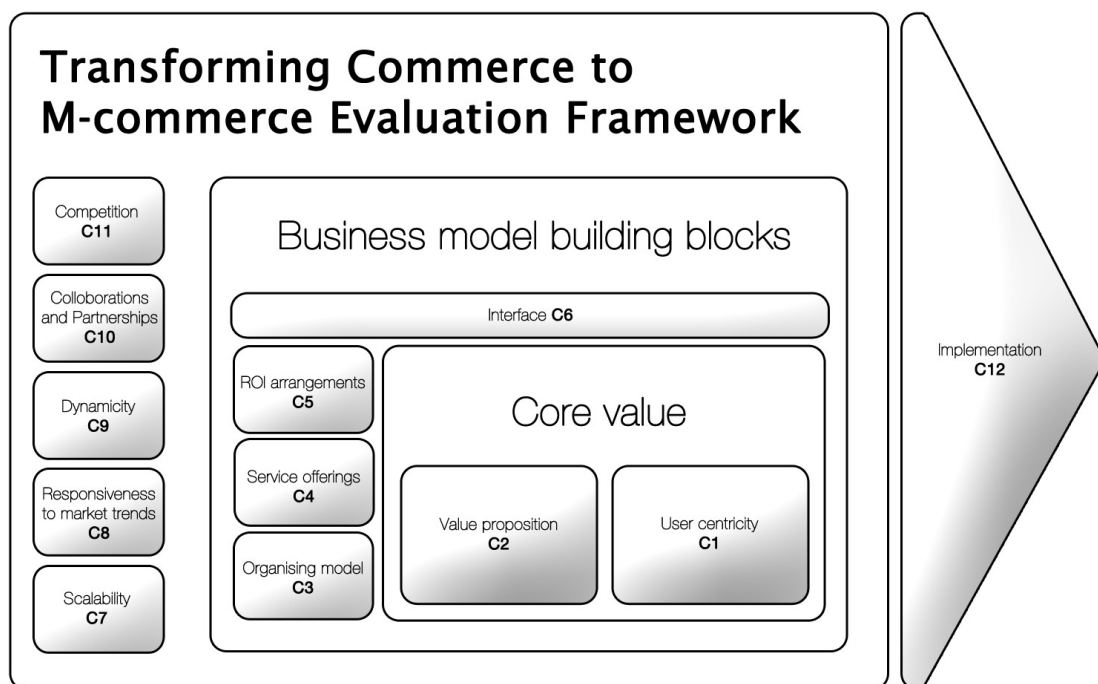 Transforming Commerce to
M-commerce Evaluation Framework
Competition
C11
Colloborations
and Partnerships
C10
Dynamicity
C9
Responsiveness
to market trends
C8
Scalability
C7
Business model building blocks
Interface C6
ROI arrangements
C5
Service offerings
C4
Organising model
C3
Core value
Value proposition
C2
User centricity
C1
Implementation
C12